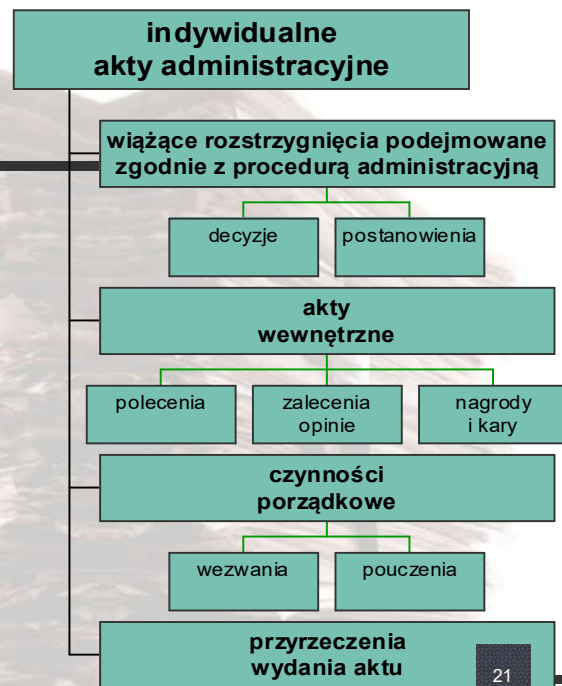 indywidualne
akty administracyjne
wiążące rozstrzygnięcia podejmowane
zgodnie z procedurą administracyjną
decyzje
postanowienia
akty
wewnętrzne
polecenia
zalecenia
opinie
nagrody
i kary
czynności
porządkowe
wezwania
pouczenia
przyrzeczenia
wydania aktu
21